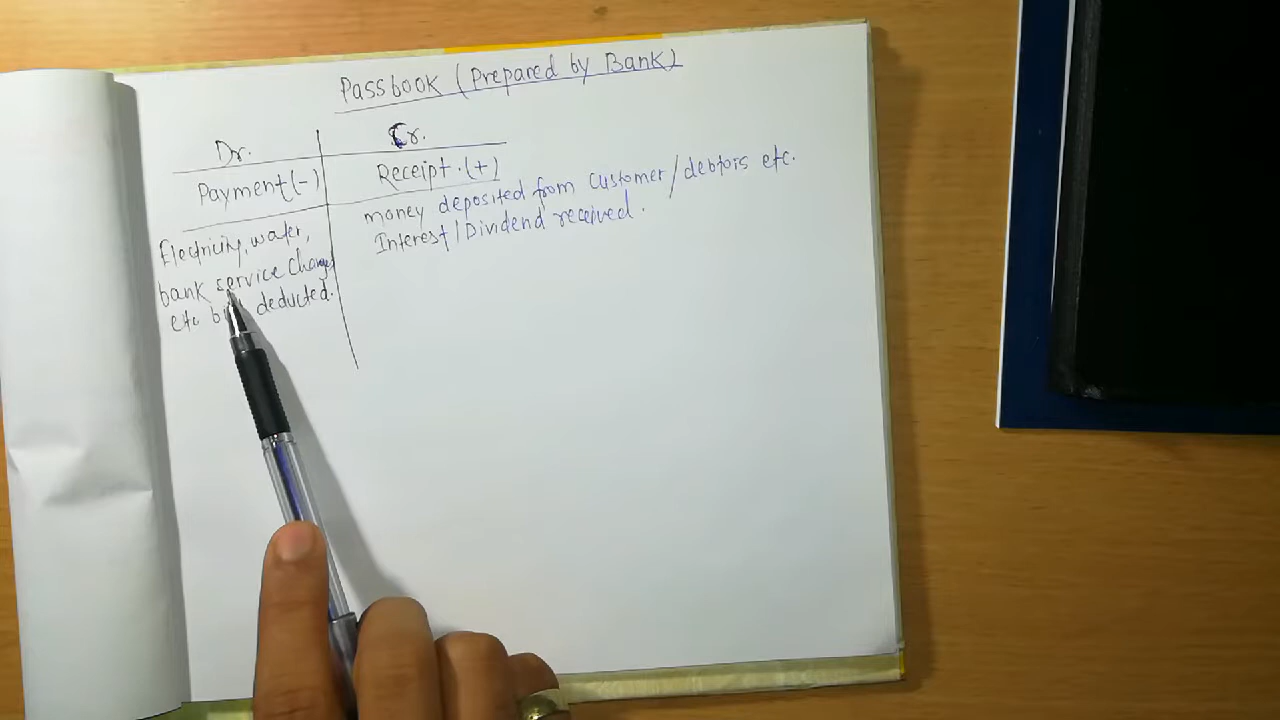 Passbook (Prepared by Bank)
Dr.
Cr.
Payment (-)
Receipt. (+)
Electricity, water,
bank service charges
etc deducted.
money deposited from customer/debtors etc.
Interest/Dividend received.